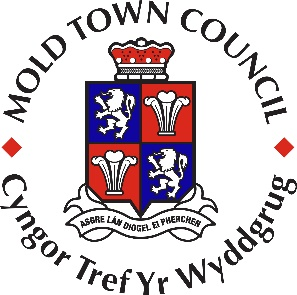 MOLD TOWN COUNCIL
ASGRE LÂN DIOGEL EI PHERCHEN
Cyngor Tref Yr Wyddgrug